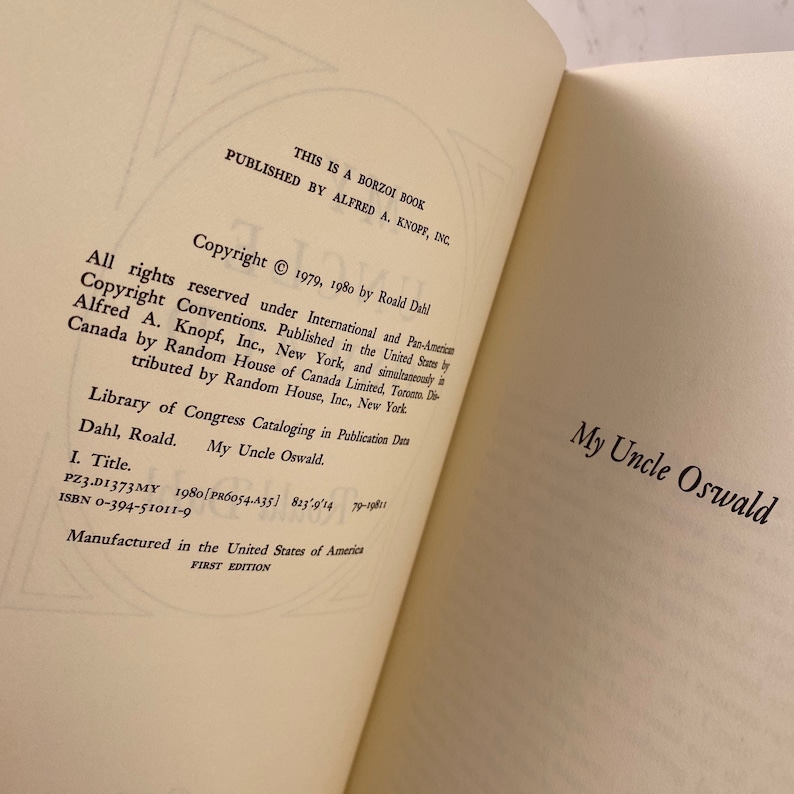 THIS IS A BORZOI BOOK
PUBLISHED BY ALFRED A. KNOPF, INC.
Copyright © 1979, 1980 by Roald Dahl
All rights reserved under International and Pan-American
Copyright Conventions. Published in the United States by
Alfred A. Knopf, Inc., New York, and simultaneously in
Canada by Random House of Canada Limited, Toronto. Dis-
tributed by Random House, Inc., New York.
Library of Congress Cataloging in Publication Data
Dahl, Roald. My Uncle Oswald.
I. Title.
PZ3.D1373MY 1980 [PR6054.A35] 823'.9'14 79-19811
ISBN 0-394-51011-9
Manufactured in the United States of America
FIRST EDITION
My Uncle Oswald